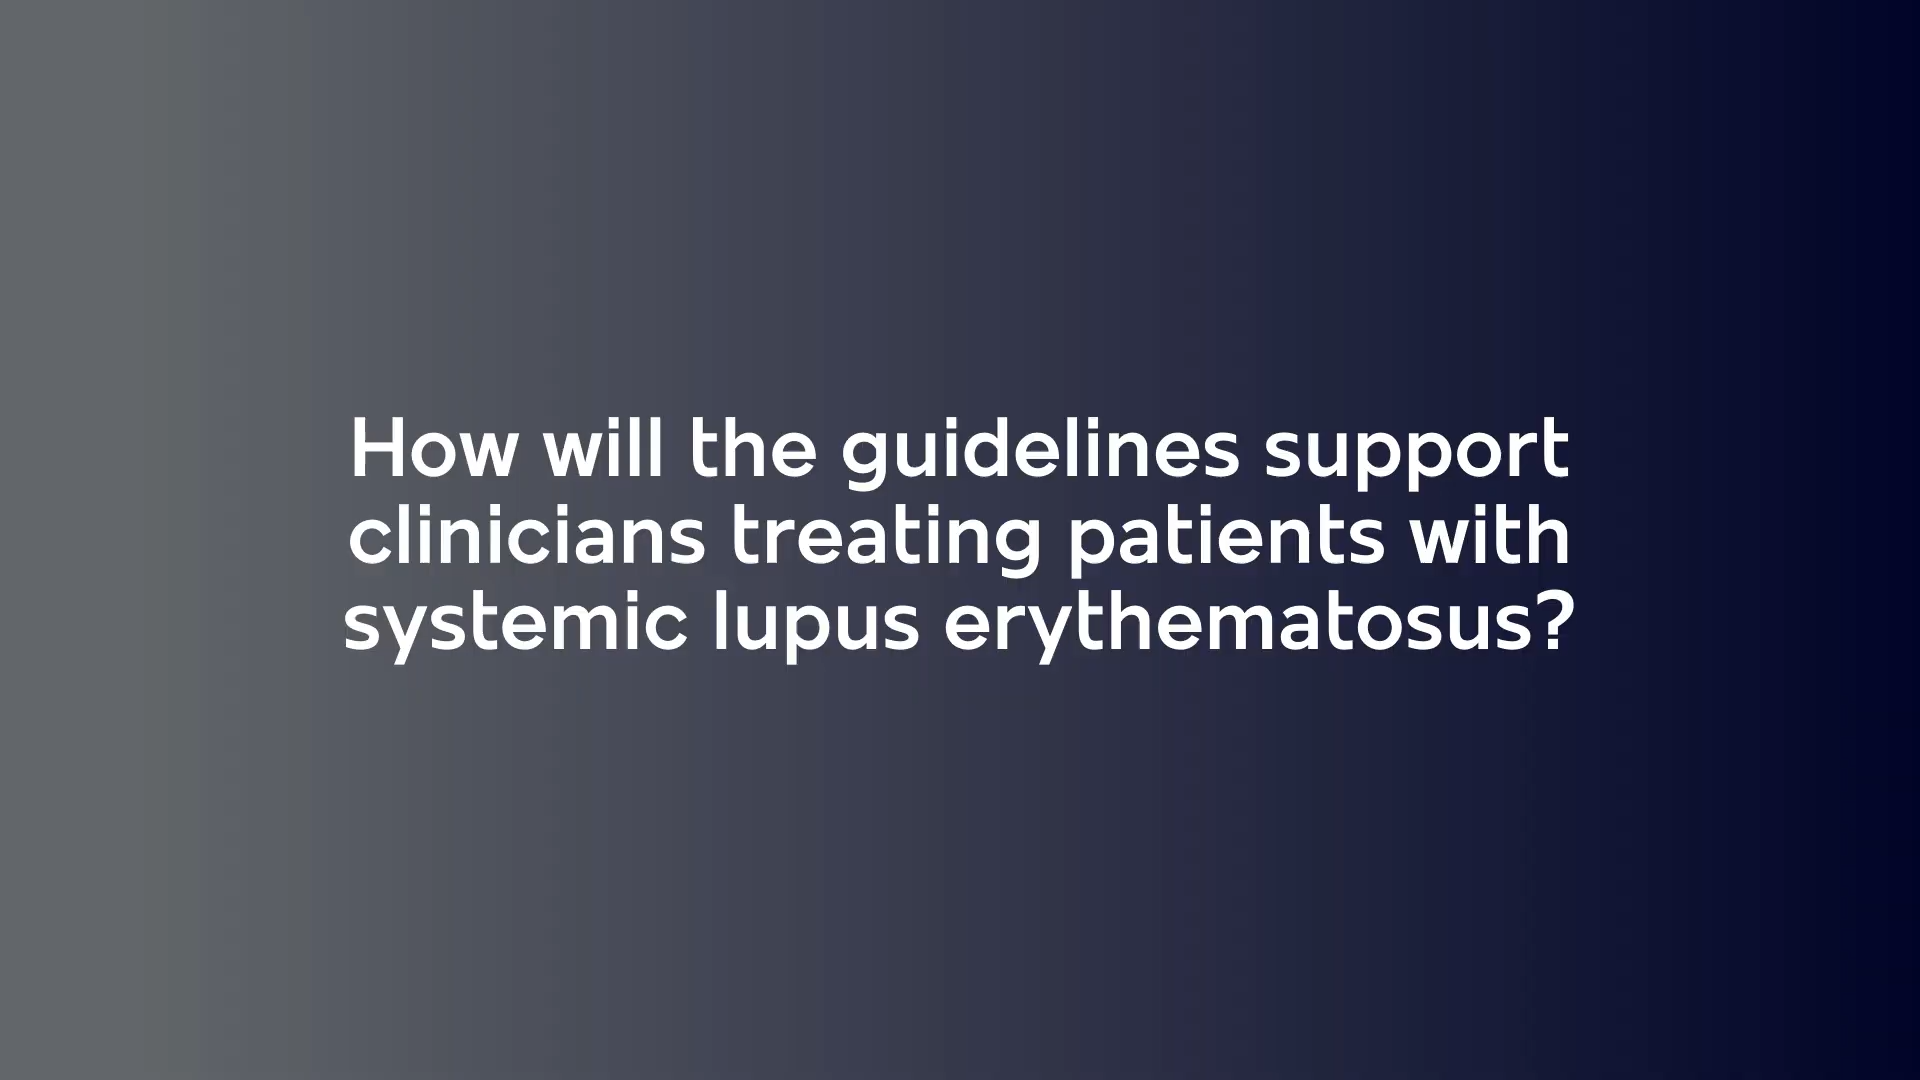 How will the guidelines support
clinicians treating patients with
systemic lupus erythematosus?